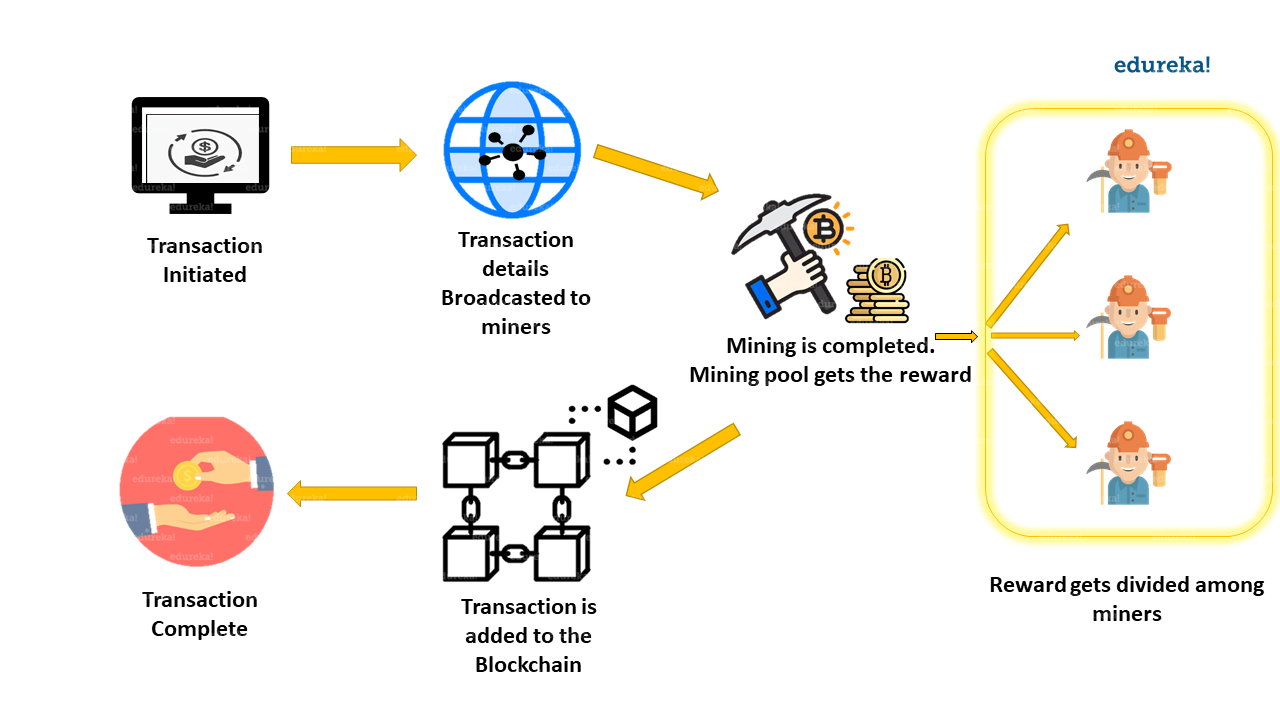 edureka!
Transaction
Initiated
Transaction
details
Broadcasted to
miners
Mining is completed.
Mining pool gets the reward
Reward gets divided among
miners
Transaction is
added to the
Blockchain
Transaction
Complete